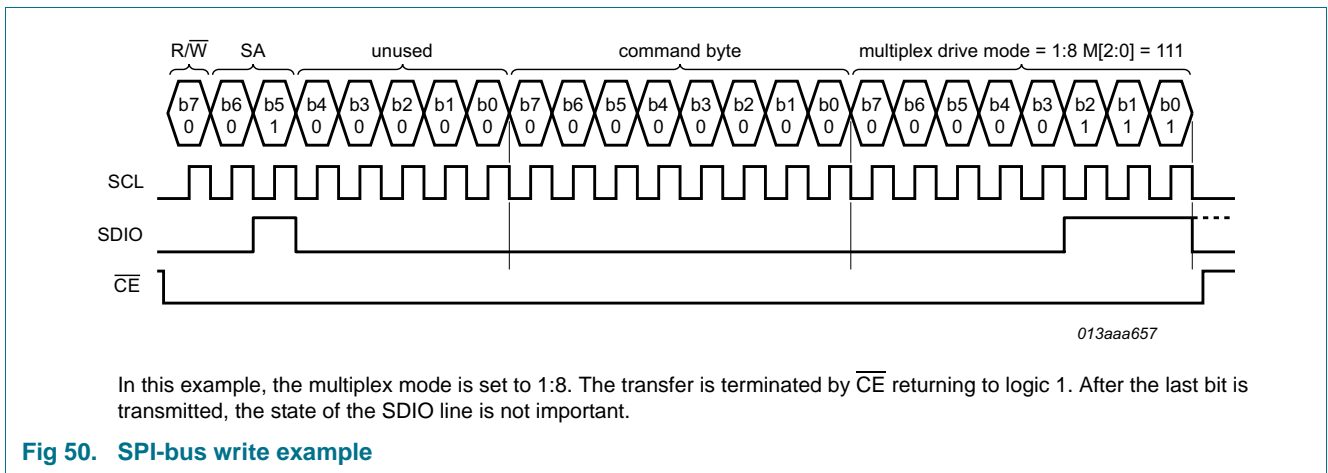 R/W SA unused command byte multiplex drive mode = 1:8 M[2:0] = 111
b7 b6 b5 b4 b3 b2 b1 b0 b7 b6 b5 b4 b3 b2 b1 b0 b7 b6 b5 b4 b3 b2 b1 b0
0 0 1 0 0 0 0 0 0 0 0 0 0 0 0 0 0 0 0 0 0 1 1 1
SCL
SDIO
CE
013aaa657
In this example, the multiplex mode is set to 1:8. The transfer is terminated by CE returning to logic 1. After the last bit is
transmitted, the state of the SDIO line is not important.
Fig 50. SPI-bus write example